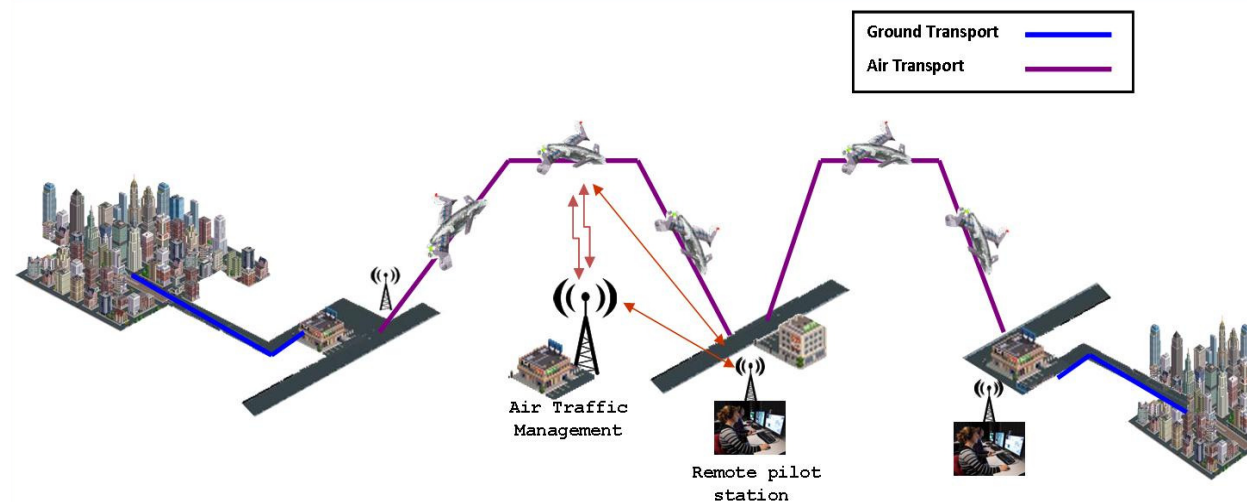 Ground Transport
Air Transport
Air Traffic
Management
Remote pilot
station